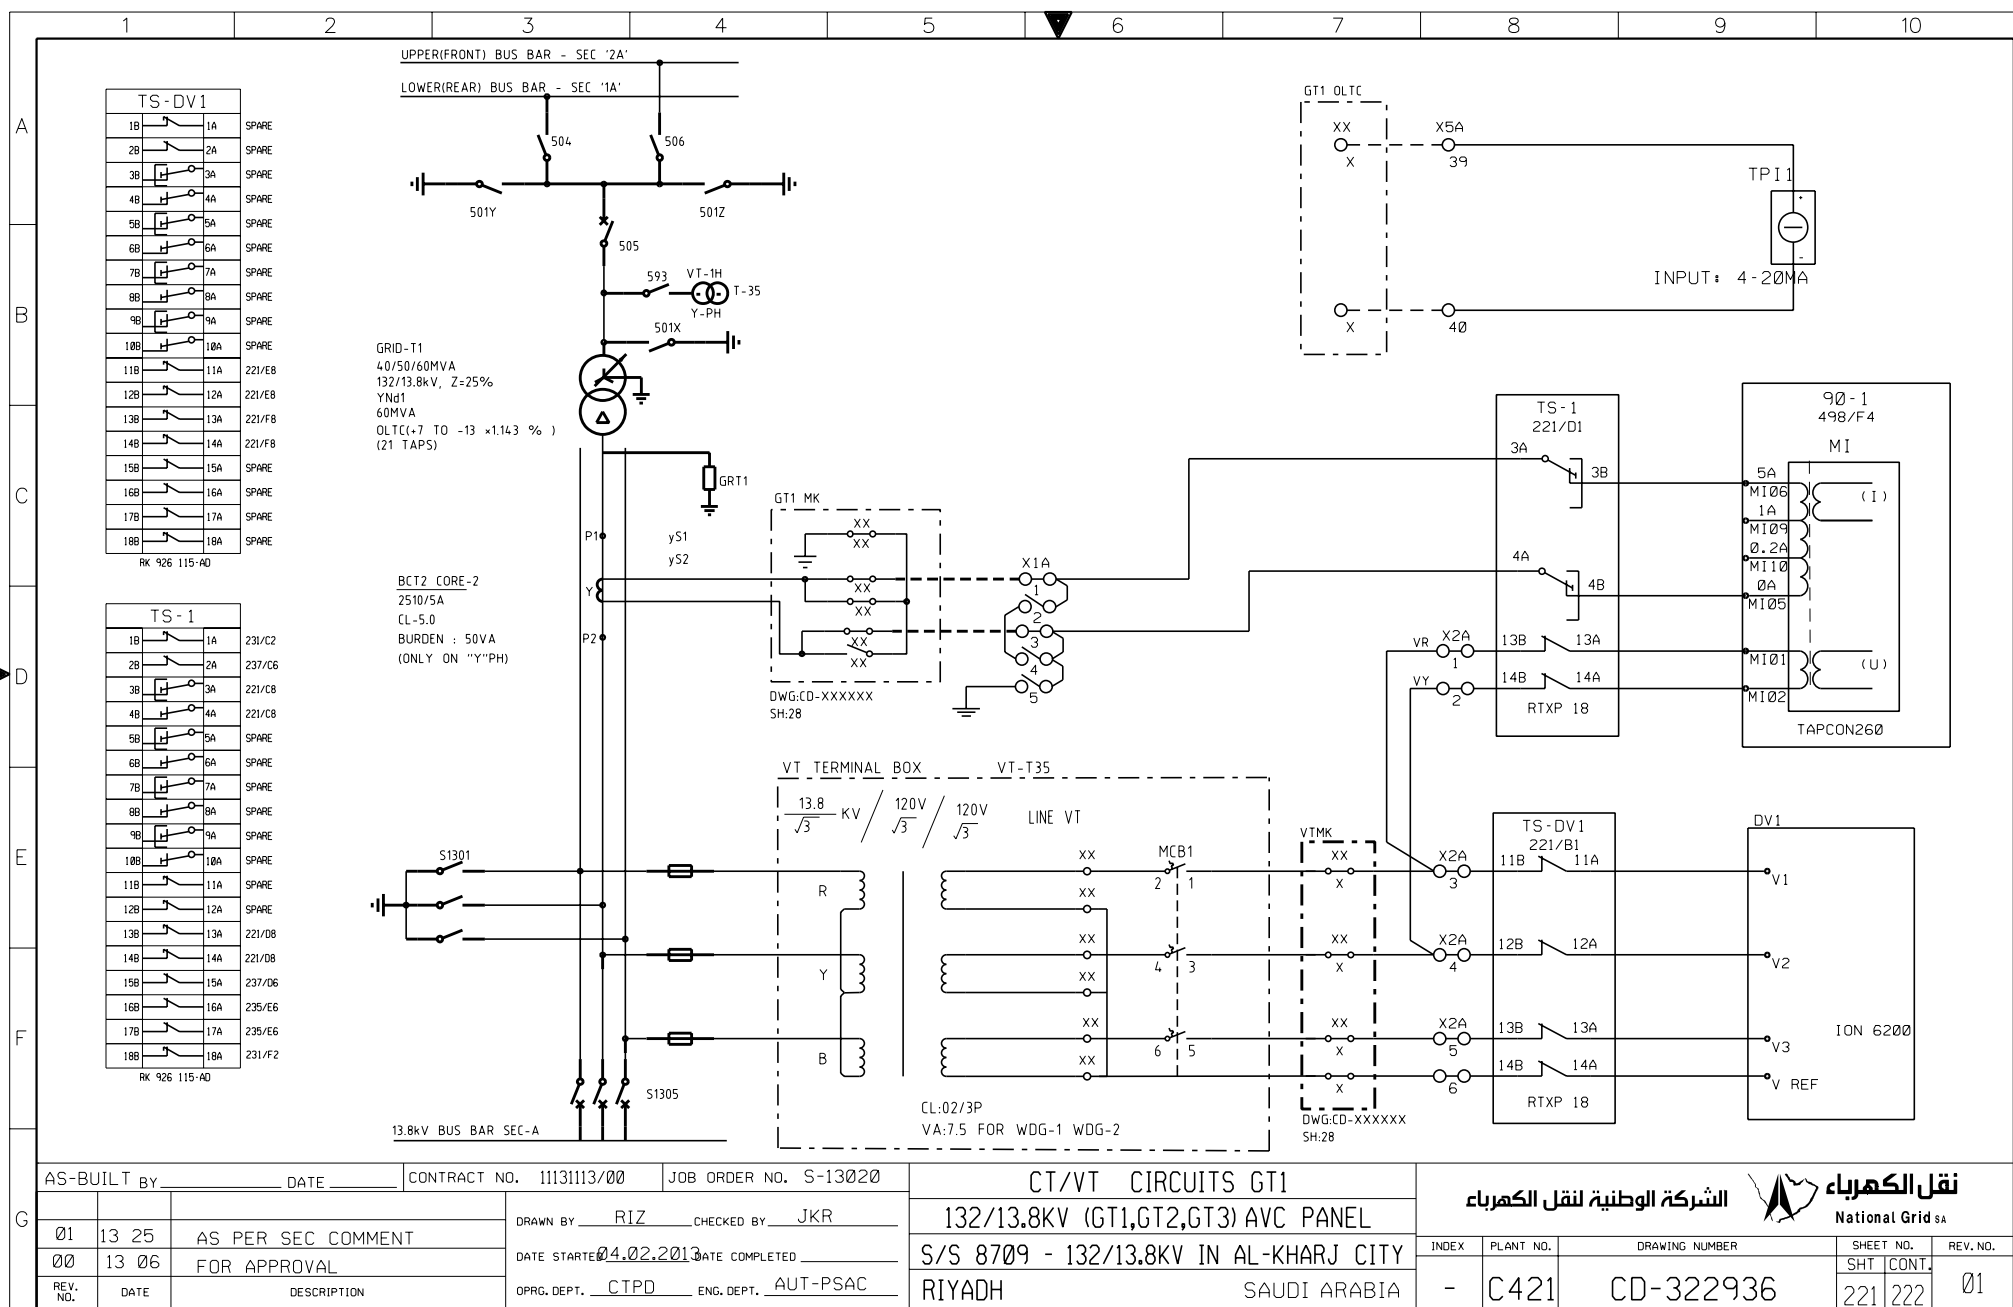 1 2 3 4 5 6 7 8 9 10
A
B
C
D
E
F
G
UPPER(FRONT) BUS BAR - SEC '2A'
LOWER(REAR) BUS BAR - SEC '1A'
504
506
501Y
501Z
505
593
VT-1H
T-35
Y-PH
501X
GRID-T1
40/50/60MVA
132/13.8kV, Z=25%
YNd1
60MVA
OLTC(+7 TO -13 x1.143 % )
(21 TAPS)
GRT1
P1
yS1
yS2
Y
P2
BCT2 CORE-2
2510/5A
CL-5.0
BURDEN : 50VA
(ONLY ON "Y"PH)
TS-DV1
1B 1A SPARE
2B 2A SPARE
3B 3A SPARE
4B 4A SPARE
5B 5A SPARE
6B 6A SPARE
7B 7A SPARE
8B 8A SPARE
9B 9A SPARE
10B 10A SPARE
11B 11A 221/E8
12B 12A 221/E8
13B 13A 221/F8
14B 14A 221/F8
15B 15A SPARE
16B 16A SPARE
17B 17A SPARE
18B 18A SPARE
RK 926 115-AD
TS-1
1B 1A 231/C2
2B 2A 237/C6
3B 3A 221/C8
4B 4A 221/C8
5B 5A SPARE
6B 6A SPARE
7B 7A SPARE
8B 8A SPARE
9B 9A SPARE
10B 10A SPARE
11B 11A SPARE
12B 12A SPARE
13B 13A 221/D8
14B 14A 221/D8
15B 15A 237/D6
16B 16A 235/E6
17B 17A 235/E6
18B 18A 231/F2
RK 926 115-AD
GT1 OLTC
XX
X
X5A
39
X
40
TPI1
+
-
INPUT: 4-20MA
GT1 MK
XX
XX
XX
XX
XX
XX
DWG:CD-XXXXXX
SH:28
X1A
1
2
3
4
5
TS-1
221/D1
3A
3B
4A
4B
VR X2A 13B 13A
1
VY 14B 14A
2
RTXP 18
90-1
498/F4
MI
5A
MI06
1A
MI09
0.2A
MI10
0A
MI05
MI01
MI02
(I)
(U)
TAPCON260
VT TERMINAL BOX VT-T35
13.8
√3
KV
120V
√3
120V
√3
LINE VT
R
Y
B
XX
XX
XX
XX
XX
XX
MCB1
2 1
4 3
6 5
CL:02/3P
VA:7.5 FOR WDG-1 WDG-2
S1301
S1305
13.8kV BUS BAR SEC-A
VTMK
XX
X
XX
X
XX
X
X
DWG:CD-XXXXXX
SH:28
X2A
3
X2A
4
X2A
5
6
TS-DV1
221/B1
11B 11A
12B 12A
13B 13A
14B 14A
RTXP 18
DV1
V1
V2
V3
V REF
ION 6200
AS-BUILT BY DATE
CONTRACT NO. 11131113/00
JOB ORDER NO. S-13020
01 13 25 AS PER SEC COMMENT
00 13 06 FOR APPROVAL
REV. NO. DATE DESCRIPTION
DRAWN BY RIZ CHECKED BY JKR
DATE STARTED 04.02.2013 DATE COMPLETED
OPRG. DEPT. CTPD ENG. DEPT. AUT-PSAC
CT/VT CIRCUITS GT1
132/13.8KV (GT1,GT2,GT3) AVC PANEL
S/S 8709 - 132/13.8KV IN AL-KHARJ CITY
RIYADH SAUDI ARABIA
الشركة الوطنية لنقل الكهرباء
نقل الكهرباء
National Grid SA
INDEX PLANT NO. DRAWING NUMBER SHEET NO. REV. NO.
SHT CONT.
- C421 CD-322936 221 222 01